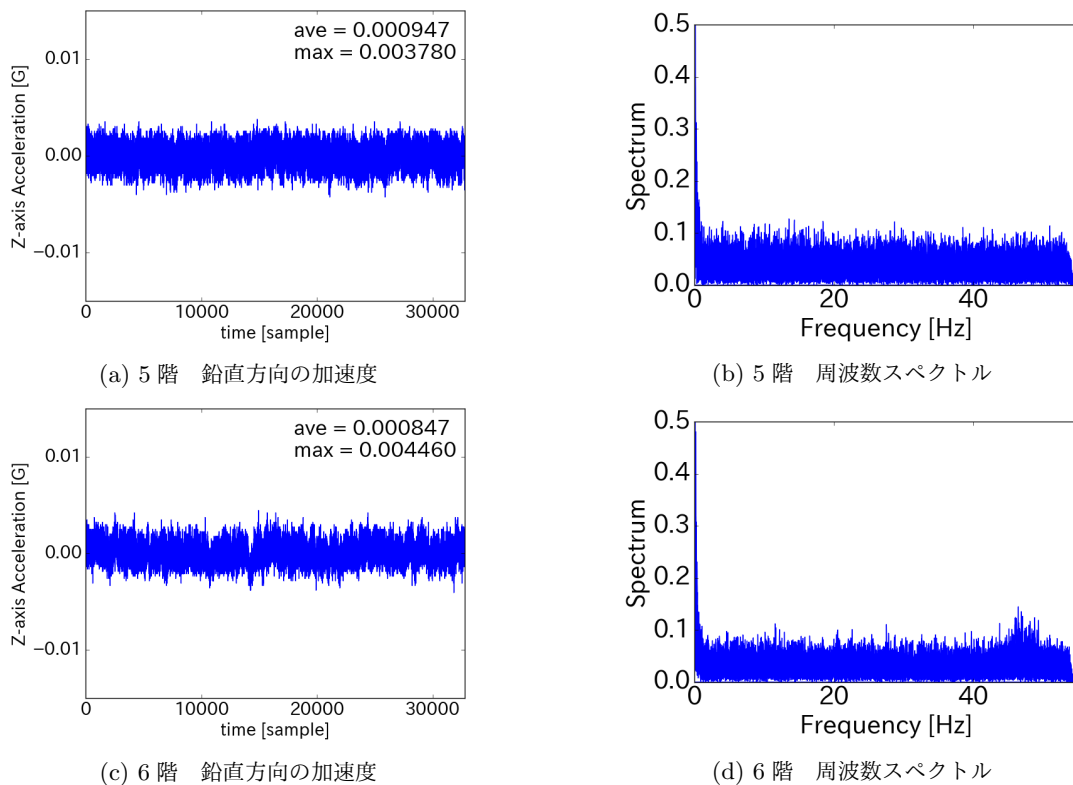 ave = 0.000947
max = 0.003780
0.01
0.00
−0.01
Z-axis Acceleration [G]
0 10000 20000 30000
time [sample]
(a) 5 階 鉛直方向の加速度
0.5
0.4
0.3
0.2
0.1
0.0
Spectrum
0 20 40
Frequency [Hz]
(b) 5 階 周波数スペクトル
ave = 0.000847
max = 0.004460
0.01
0.00
−0.01
Z-axis Acceleration [G]
0 10000 20000 30000
time [sample]
(c) 6 階 鉛直方向の加速度
0.5
0.4
0.3
0.2
0.1
0.0
Spectrum
0 20 40
Frequency [Hz]
(d) 6 階 周波数スペクトル